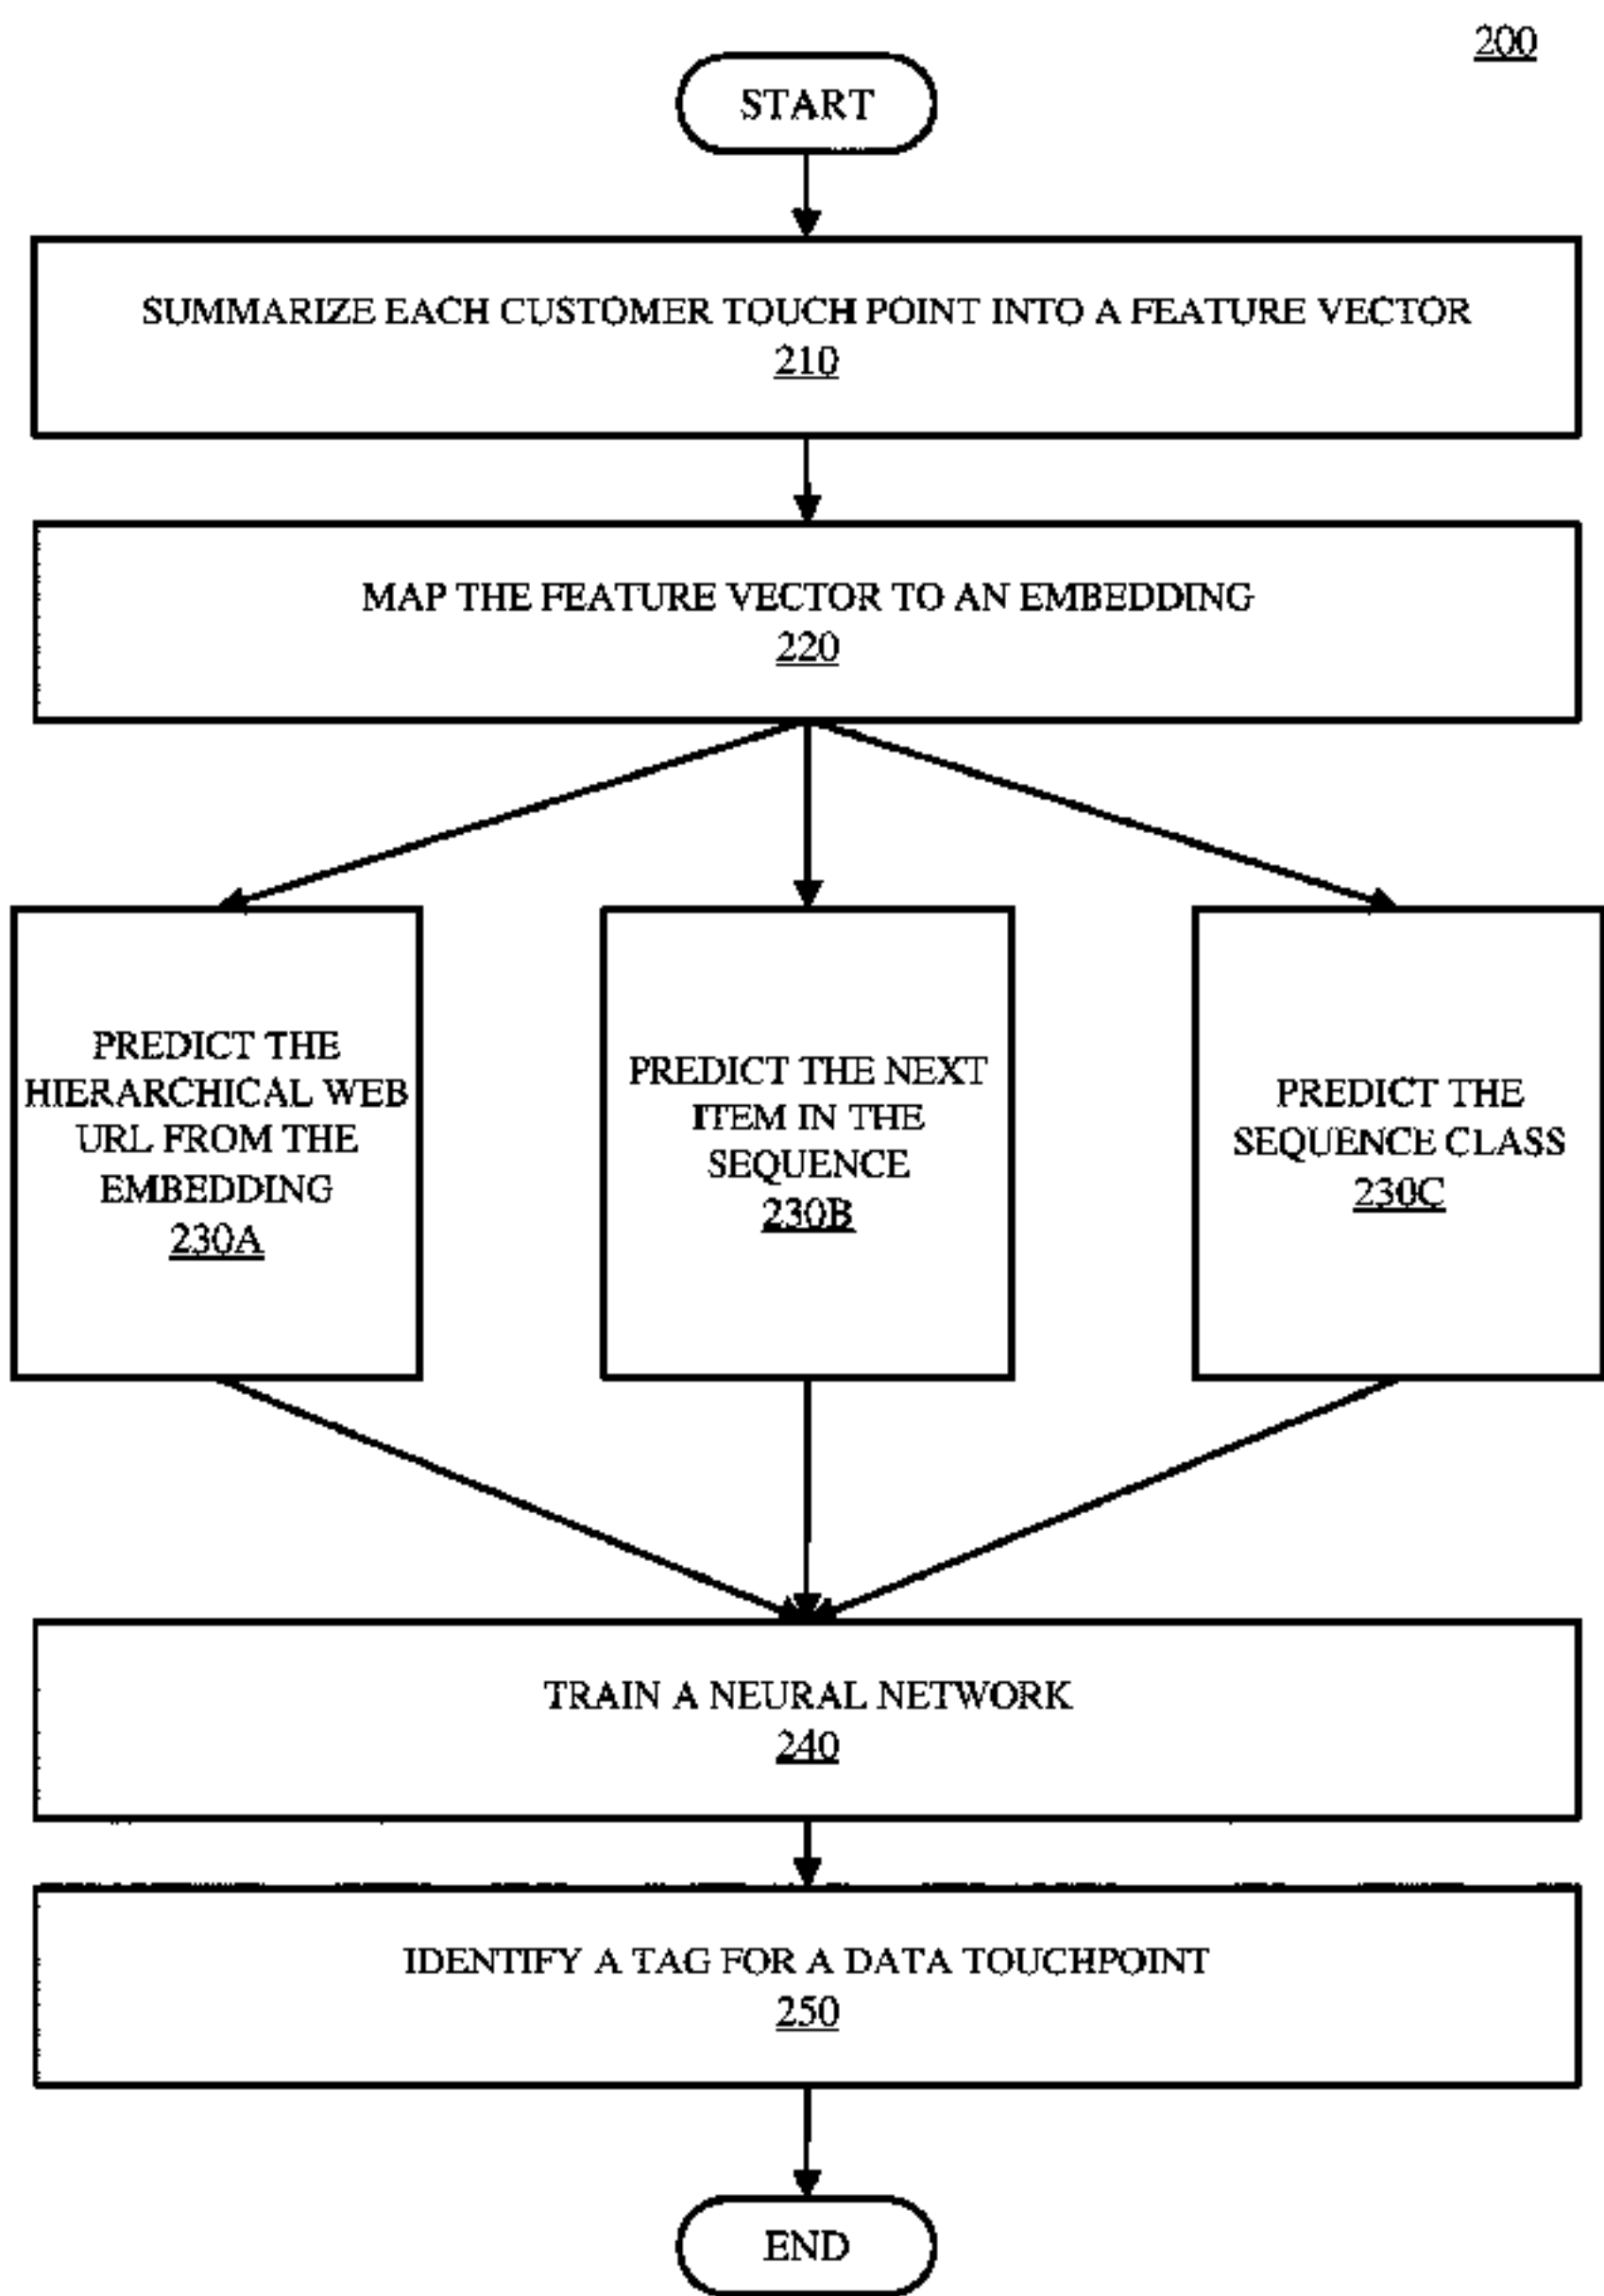 200
START
SUMMARIZE EACH CUSTOMER TOUCH POINT INTO A FEATURE VECTOR
210
MAP THE FEATURE VECTOR TO AN EMBEDDING
220
PREDICT THE
HIERARCHICAL WEB
URL FROM THE
EMBEDDING
230A
PREDICT THE NEXT
ITEM IN THE
SEQUENCE
230B
PREDICT THE
SEQUENCE CLASS
230C
TRAIN A NEURAL NETWORK
240
IDENTIFY A TAG FOR A DATA TOUCHPOINT
250
END